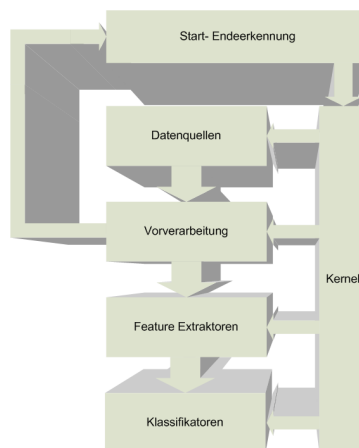 Start- Endeerkennung
Datenquellen
Vorverarbeitung
Kernel
Feature Extraktoren
Klassifikatoren